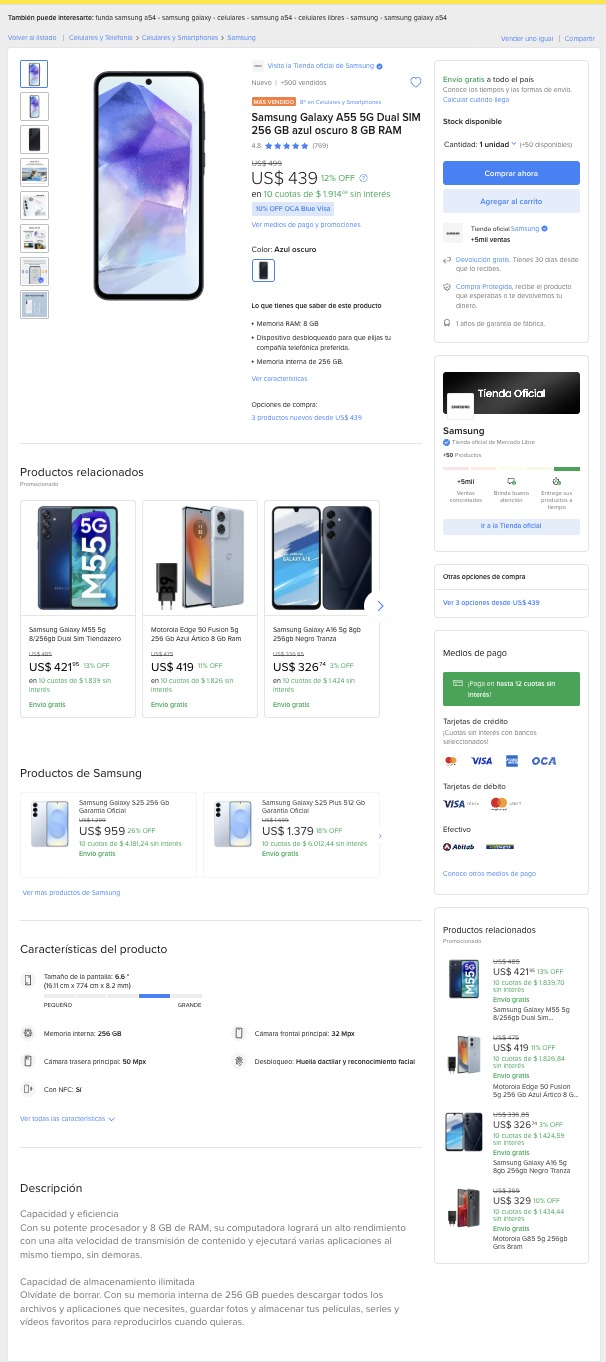 También puede interesarte: funda samsung a54 - samsung galaxy - celulares - samsung a54 - celulares libres - samsung - samsung galaxy a54
Volver al listado | Celulares y Telefonía > Celulares y Smartphones > Samsung
Vender uno igual | Compartir
Visita la Tienda oficial de Samsung
Nuevo | +500 vendidos
MÁS VENDIDO 8º en Celulares y Smartphones
Samsung Galaxy A55 5G Dual SIM
256 GB azul oscuro 8 GB RAM
4.8 (769)
US$ 499
US$ 439 12% OFF
en 10 cuotas de $ 1.914 04 sin interés
10% OFF OCA Blue Visa
Ver medios de pago y promociones
Color: Azul oscuro
Lo que tienes que saber de este producto
• Memoria RAM: 8 GB
• Dispositivo desbloqueado para que elijas tu
compañía telefónica preferida.
• Memoria interna de 256 GB.
Ver características
Opciones de compra:
3 productos nuevos desde US$ 439
Envío gratis a todo el país
Conoce los tiempos y las formas de envío.
Calcular cuándo llega
Stock disponible
Cantidad: 1 unidad (+50 disponibles)
Comprar ahora
Agregar al carrito
SAMSUNG
Tienda oficial Samsung
+5mil ventas
Devolución gratis. Tienes 30 días desde
que lo recibes.
Compra Protegida, recibe el producto
que esperabas o te devolvemos tu
dinero.
1 años de garantía de fábrica.
Tienda Oficial
SAMSUNG
Samsung
Tienda oficial de Mercado Libre
+50 Productos
+5mil
Ventas
concretadas
Brinda buena
atención
Entrega sus
productos a
tiempo
Ir a la Tienda oficial
Otras opciones de compra
Ver 3 opciones desde US$ 439
Medios de pago
¡Paga en hasta 12 cuotas sin
interés!
Tarjetas de crédito
¡Cuotas sin interés con bancos
seleccionados!
VISA OCA
Tarjetas de débito
VISA
Efectivo
Abitab
Conoce otros medios de pago
Productos relacionados
Promocionado
5G
M55
Samsung Galaxy M55 5g
8/256gb Dual Sim Tiendazero
US$ 485
US$ 421 95 13% OFF
en 10 cuotas de $ 1.839 sin
interés
Envío gratis
Motorola Edge 50 Fusion 5g
256 Gb Azul Ártico 8 Gb Ram
US$ 475
US$ 419 11% OFF
en 10 cuotas de $ 1.826 sin
interés
Envío gratis
GALAXY A16
Samsung Galaxy A16 5g 8gb
256gb Negro Tranza
US$ 336,85
US$ 326 74 3% OFF
en 10 cuotas de $ 1.424 sin
interés
Envío gratis
Productos de Samsung
Samsung Galaxy S25 256 Gb
Garantía Oficial
US$ 1.299
US$ 959 26% OFF
10 cuotas de $ 4.181,24 sin interés
Envío gratis
Samsung Galaxy S25 Plus 512 Gb
Garantía Oficial
US$ 1.699
US$ 1.379 18% OFF
10 cuotas de $ 6.012,44 sin interés
Envío gratis
Ver más productos de Samsung
Características del producto
Tamaño de la pantalla: 6.6 "
(16.11 cm x 7.74 cm x 8.2 mm)
PEQUEÑO GRANDE
Memoria interna: 256 GB
Cámara frontal principal: 32 Mpx
Cámara trasera principal: 50 Mpx
Desbloqueo: Huella dactilar y reconocimiento facial
Con NFC: Sí
Ver todas las características
Descripción
Capacidad y eficiencia
Con su potente procesador y 8 GB de RAM, su computadora logrará un alto rendimiento
con una alta velocidad de transmisión de contenido y ejecutará varias aplicaciones al
mismo tiempo, sin demoras.
Capacidad de almacenamiento ilimitada
Olvídate de borrar. Con su memoria interna de 256 GB puedes descargar todos los
archivos y aplicaciones que necesites, guardar fotos y almacenar tus películas, series y
vídeos favoritos para reproducirlos cuando quieras.
Productos relacionados
Promocionado
5G
M55
US$ 485
US$ 421 95 13% OFF
10 cuotas de $ 1.839,70
sin interés
Envío gratis
Samsung Galaxy M55 5g
8/256gb Dual Sim...
US$ 475
US$ 419 11% OFF
10 cuotas de $ 1.826,84
sin interés
Envío gratis
Motorola Edge 50 Fusion
5g 256 Gb Azul Ártico 8 G...
US$ 336,85
US$ 326 74 3% OFF
10 cuotas de $ 1.424,59
sin interés
Envío gratis
Samsung Galaxy A16 5g
8gb 256gb Negro Tranza
US$ 369
US$ 329 10% OFF
10 cuotas de $ 1.434,44
sin interés
Envío gratis
Motorola G85 5g 256gb
Gris 8ram